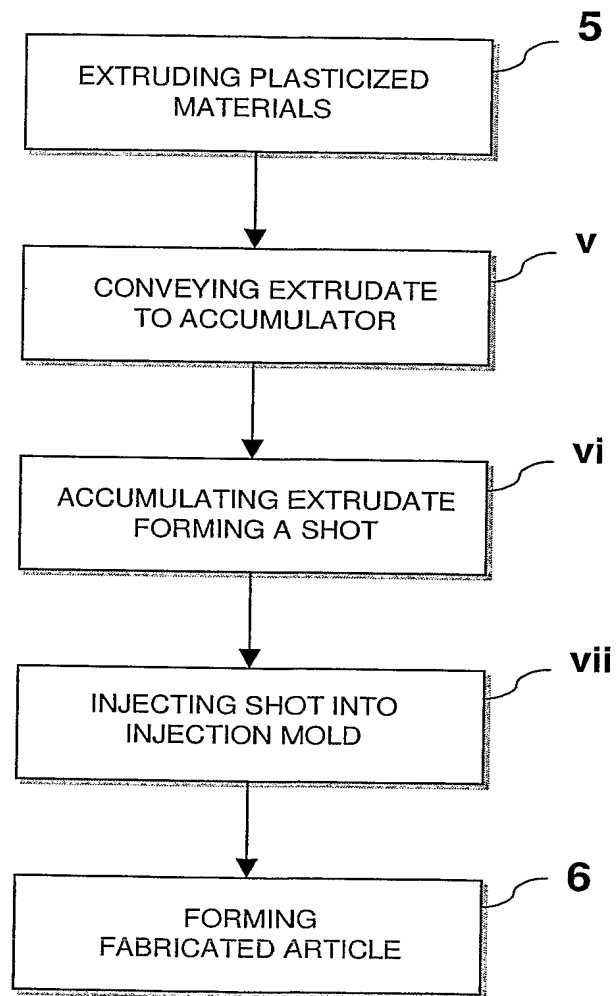 5
EXTRUDING PLASTICIZED
MATERIALS
v
CONVEYING EXTRUDATE
TO ACCUMULATOR
vi
ACCUMULATING EXTRUDATE
FORMING A SHOT
vii
INJECTING SHOT INTO
INJECTION MOLD
6
FORMING
FABRICATED ARTICLE